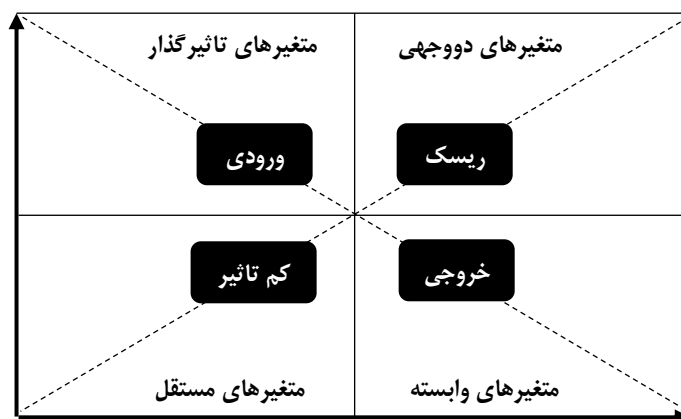 متغیرهای دووجهی
متغیرهای تاثیرگذار
ریسک
ورودی
خروجی
کم تاثیر
متغیرهای وابسته
متغیرهای مستقل